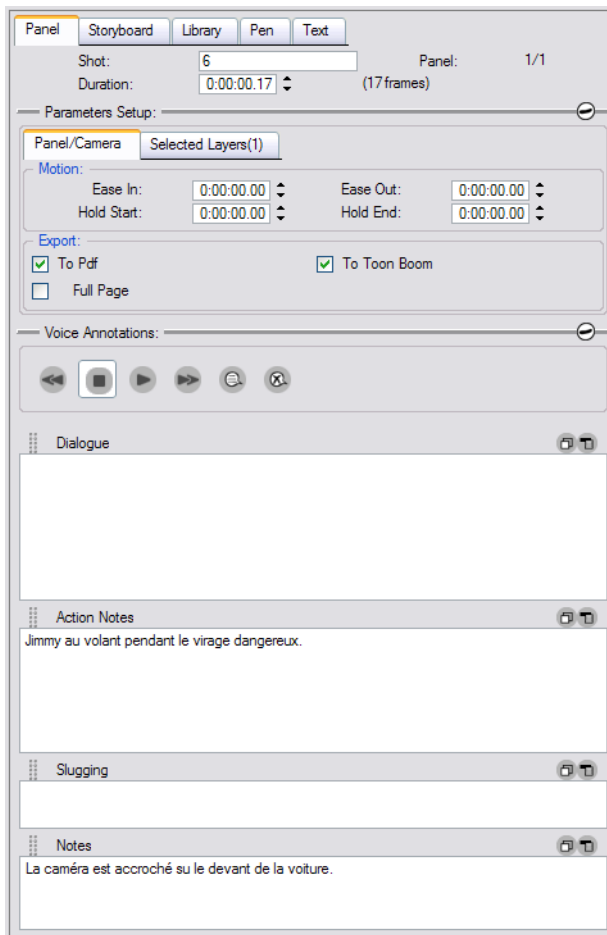 Panel Storyboard Library Pen Text
Shot: 6 Panel: 1/1
Duration: 0:00:00.17 (17 frames)
Parameters Setup:
Panel/Camera Selected Layers(1)
Motion:
Ease In: 0:00:00.00 Ease Out: 0:00:00.00
Hold Start: 0:00:00.00 Hold End: 0:00:00.00
Export:
To Pdf To Toon Boom
Full Page
Voice Annotations:
Dialogue
Action Notes
Jimmy au volant pendant le virage dangereux.
Slugging
Notes
La caméra est accroché su le devant de la voiture.